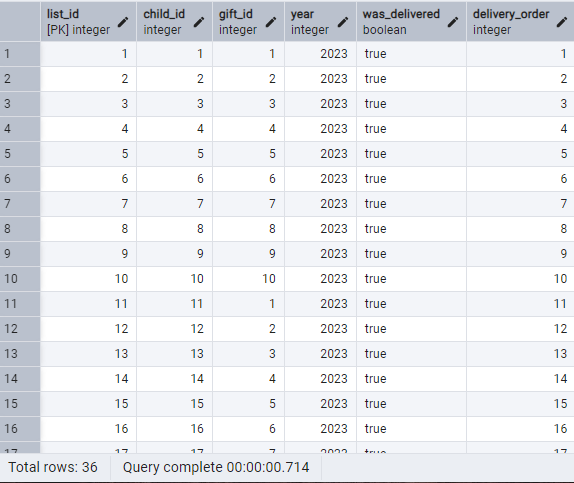 list_id child_id gift_id year was_delivered delivery_order
[PK] integer integer integer integer boolean integer
1 1 1 1 2023 true 1
2 2 2 2 2023 true 2
3 3 3 3 2023 true 3
4 4 4 4 2023 true 4
5 5 5 5 2023 true 5
6 6 6 6 2023 true 6
7 7 7 7 2023 true 7
8 8 8 8 2023 true 8
9 9 9 9 2023 true 9
10 10 10 10 2023 true 10
11 11 11 1 2023 true 11
12 12 12 2 2023 true 12
13 13 13 3 2023 true 13
14 14 14 4 2023 true 14
15 15 15 5 2023 true 15
16 16 16 6 2023 true 16
17 17 17 7 2023 true 17
Total rows: 36 Query complete 00:00:00.714